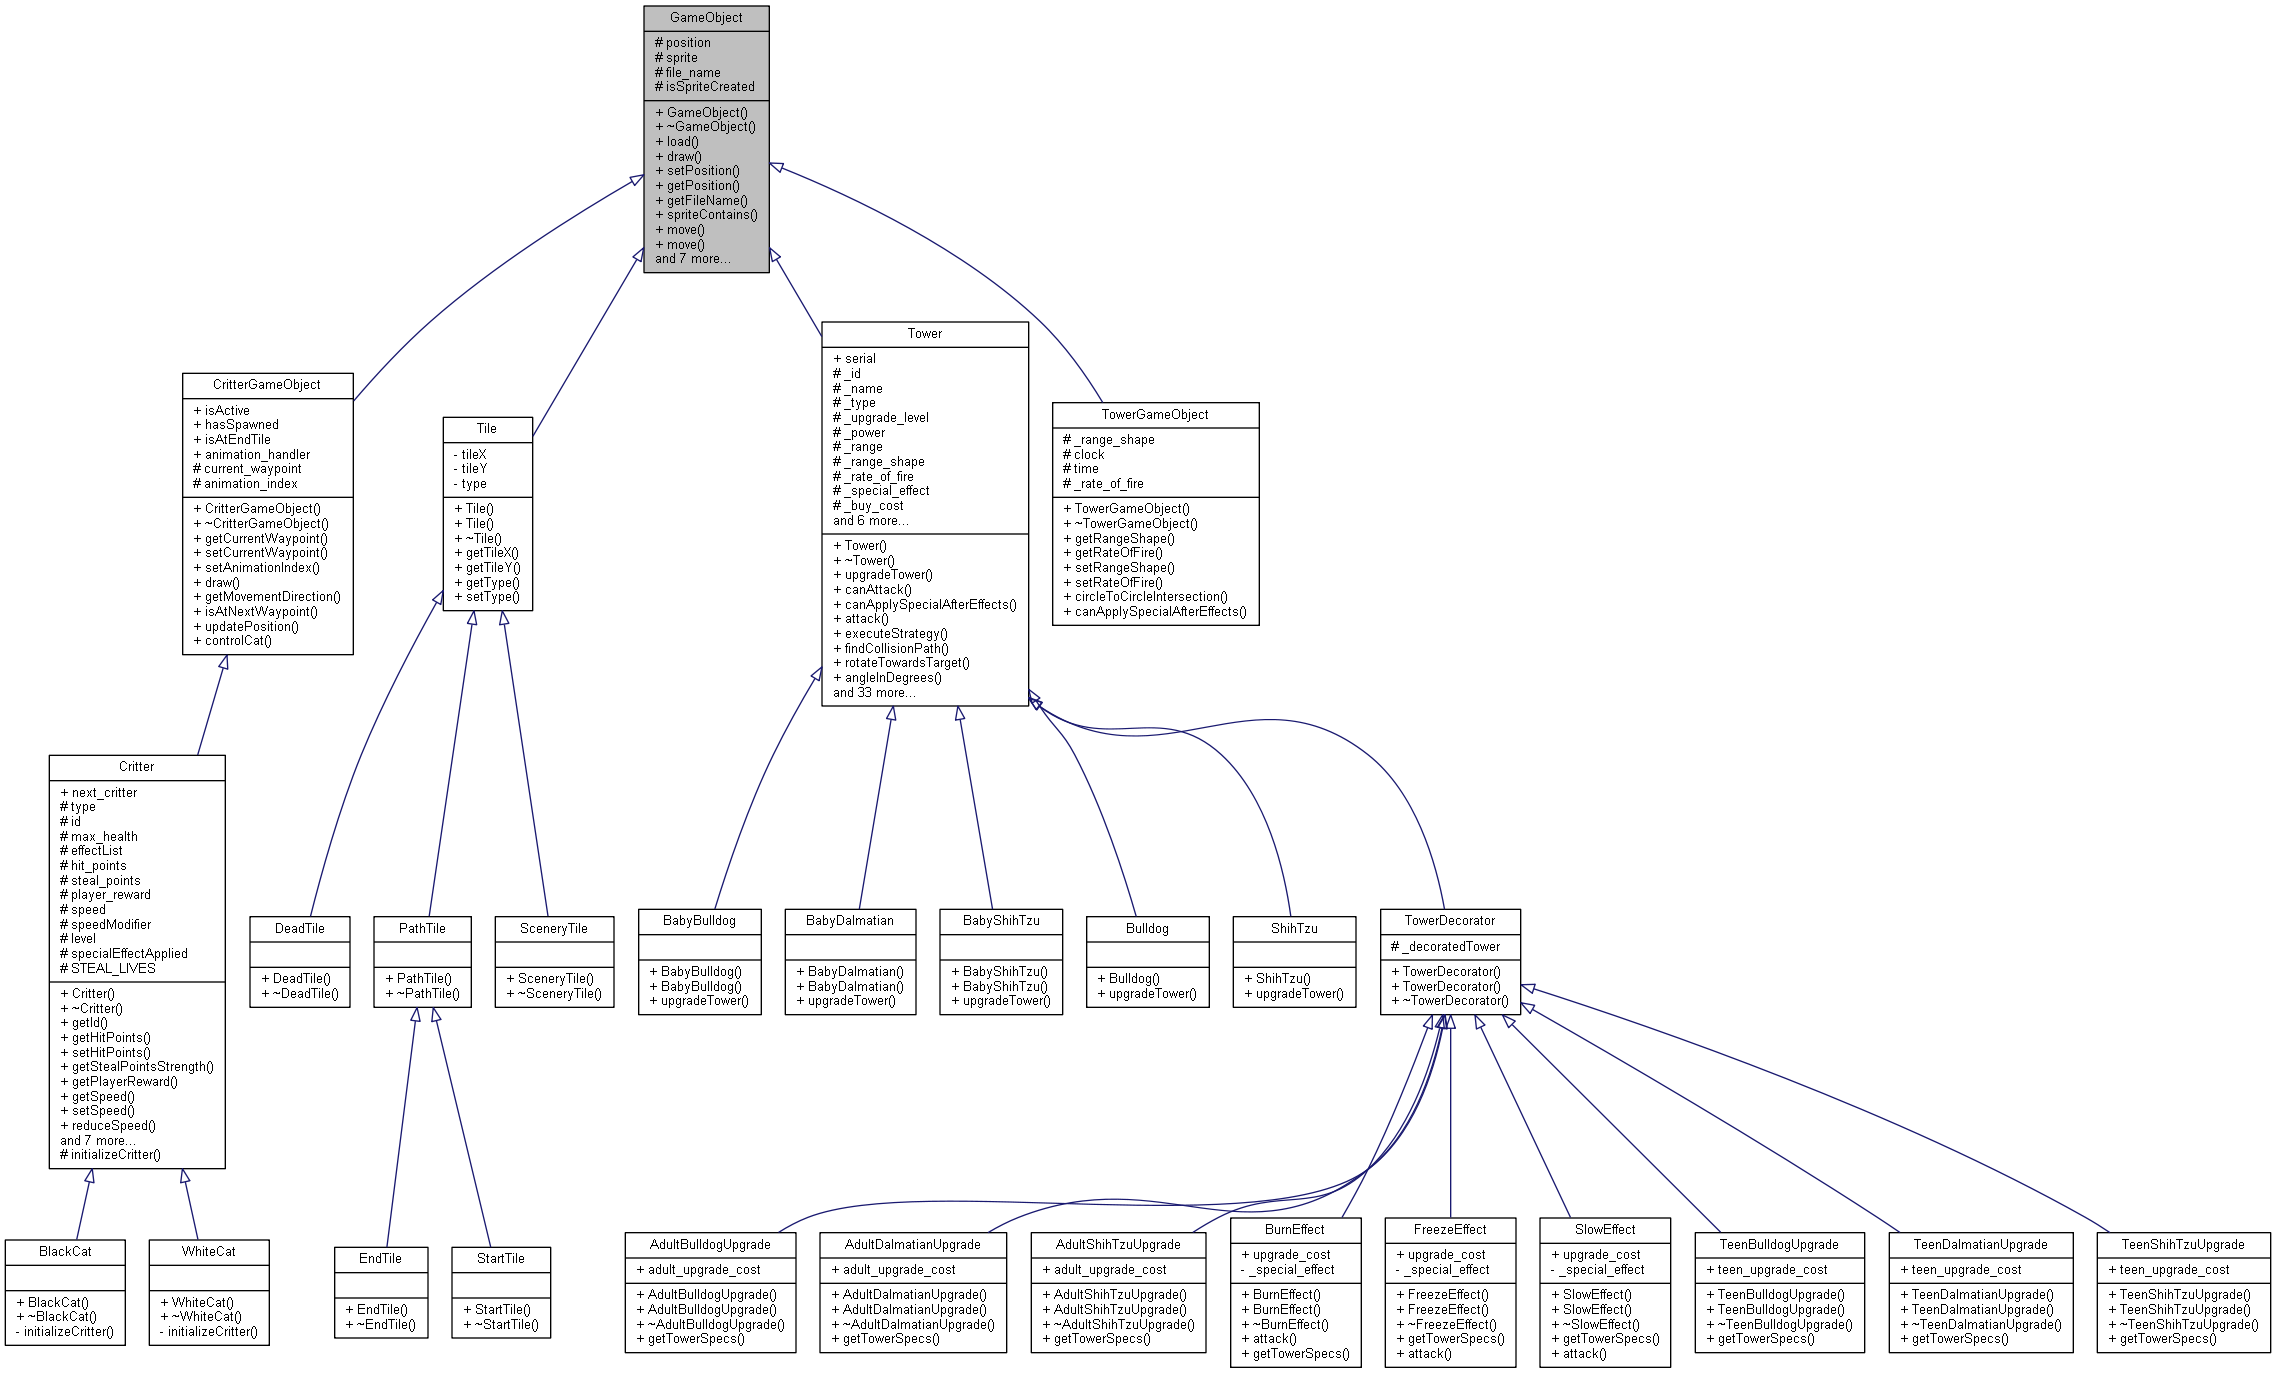 GameObject
# position
# sprite
# file_name
# isSpriteCreated
+ GameObject()
+ ~GameObject()
+ load()
+ draw()
+ setPosition()
+ getPosition()
+ getFileName()
+ spriteContains()
+ move()
+ move()
and 7 more...
CritterGameObject
+ isActive
+ hasSpawned
+ isAtEndTile
+ animation_handler
# current_waypoint
# animation_index
+ CritterGameObject()
+ ~CritterGameObject()
+ getCurrentWaypoint()
+ setCurrentWaypoint()
+ setAnimationIndex()
+ draw()
+ getMovementDirection()
+ isAtNextWaypoint()
+ updatePosition()
+ controlCat()
Tile
- tileX
- tileY
- type
+ Tile()
+ Tile()
+ ~Tile()
+ getTileX()
+ getTileY()
+ getType()
+ setType()
Tower
+ serial
# _id
# _name
# _type
# _upgrade_level
# _power
# _range
# _range_shape
# _rate_of_fire
# _special_effect
# _buy_cost
and 6 more...
+ Tower()
+ ~Tower()
+ upgradeTower()
+ canAttack()
+ canApplySpecialAfterEffects()
+ attack()
+ executeStrategy()
+ findCollisionPath()
+ rotateTowardsTarget()
+ angleInDegrees()
and 33 more...
TowerGameObject
# _range_shape
# clock
# time
# _rate_of_fire
+ TowerGameObject()
+ ~TowerGameObject()
+ getRangeShape()
+ getRateOfFire()
+ setRangeShape()
+ setRateOfFire()
+ circleToCircleIntersection()
+ canApplySpecialAfterEffects()
Critter
+ next_critter
# type
# id
# max_health
# effectList
# hit_points
# steal_points
# player_reward
# speed
# speedModifier
# level
# specialEffectApplied
# STEAL_LIVES
+ Critter()
+ ~Critter()
+ getId()
+ getHitPoints()
+ setHitPoints()
+ getStealPointsStrength()
+ getPlayerReward()
+ getSpeed()
+ setSpeed()
+ reduceSpeed()
and 7 more...
# initializeCritter()
DeadTile
+ DeadTile()
+ ~DeadTile()
PathTile
+ PathTile()
+ ~PathTile()
SceneryTile
+ SceneryTile()
+ ~SceneryTile()
BabyBulldog
+ BabyBulldog()
+ BabyBulldog()
+ upgradeTower()
BabyDalmatian
+ BabyDalmatian()
+ BabyDalmatian()
+ upgradeTower()
BabyShihTzu
+ BabyShihTzu()
+ BabyShihTzu()
+ upgradeTower()
Bulldog
+ Bulldog()
+ upgradeTower()
ShihTzu
+ ShihTzu()
+ upgradeTower()
TowerDecorator
# _decoratedTower
+ TowerDecorator()
+ TowerDecorator()
+ ~TowerDecorator()
BlackCat
+ BlackCat()
+ ~BlackCat()
- initializeCritter()
WhiteCat
+ WhiteCat()
+ ~WhiteCat()
- initializeCritter()
EndTile
+ EndTile()
+ ~EndTile()
StartTile
+ StartTile()
+ ~StartTile()
AdultBulldogUpgrade
+ adult_upgrade_cost
+ AdultBulldogUpgrade()
+ AdultBulldogUpgrade()
+ ~AdultBulldogUpgrade()
+ getTowerSpecs()
AdultDalmatianUpgrade
+ adult_upgrade_cost
+ AdultDalmatianUpgrade()
+ AdultDalmatianUpgrade()
+ ~AdultDalmatianUpgrade()
+ getTowerSpecs()
AdultShihTzuUpgrade
+ adult_upgrade_cost
+ AdultShihTzuUpgrade()
+ AdultShihTzuUpgrade()
+ ~AdultShihTzuUpgrade()
+ getTowerSpecs()
BurnEffect
+ upgrade_cost
- _special_effect
+ BurnEffect()
+ BurnEffect()
+ ~BurnEffect()
+ attack()
+ getTowerSpecs()
FreezeEffect
+ upgrade_cost
- _special_effect
+ FreezeEffect()
+ FreezeEffect()
+ ~FreezeEffect()
+ getTowerSpecs()
+ attack()
SlowEffect
+ upgrade_cost
- _special_effect
+ SlowEffect()
+ SlowEffect()
+ ~SlowEffect()
+ getTowerSpecs()
+ attack()
TeenBulldogUpgrade
+ teen_upgrade_cost
+ TeenBulldogUpgrade()
+ TeenBulldogUpgrade()
+ ~TeenBulldogUpgrade()
+ getTowerSpecs()
TeenDalmatianUpgrade
+ teen_upgrade_cost
+ TeenDalmatianUpgrade()
+ TeenDalmatianUpgrade()
+ ~TeenDalmatianUpgrade()
+ getTowerSpecs()
TeenShihTzuUpgrade
+ teen_upgrade_cost
+ TeenShihTzuUpgrade()
+ TeenShihTzuUpgrade()
+ ~TeenShihTzuUpgrade()
+ getTowerSpecs()